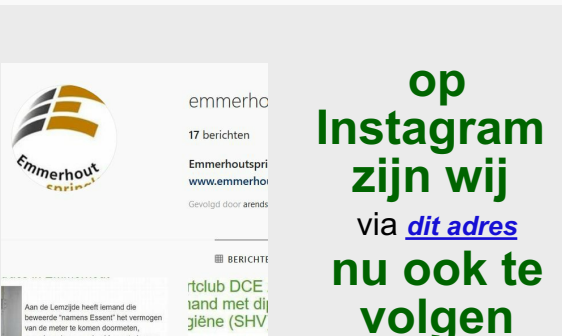 Emmerhout
emmerho
17 berichten
Emmerhoutspri
www.emmerhou
Gevolgd door arends
BERICHTE
Aan de Lemzijde heeft iemand die
beweerde "namens Essent" het vermogen
van de meter te komen doormeten,
rtclub DCE
hand met dip
giëne (SHV
op
Instagram
zijn wij
via dit adres
nu ook te
volgen